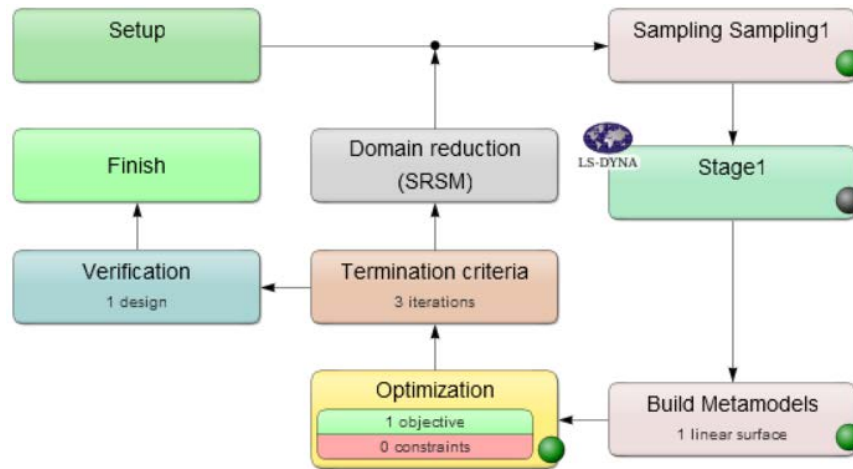 Setup
Sampling Sampling1
Finish
Domain reduction
(SRSM)
LS-DYNA
Stage1
Verification
1 design
Termination criteria
3 iterations
Optimization
1 objective
0 constraints
Build Metamodels
1 linear surface